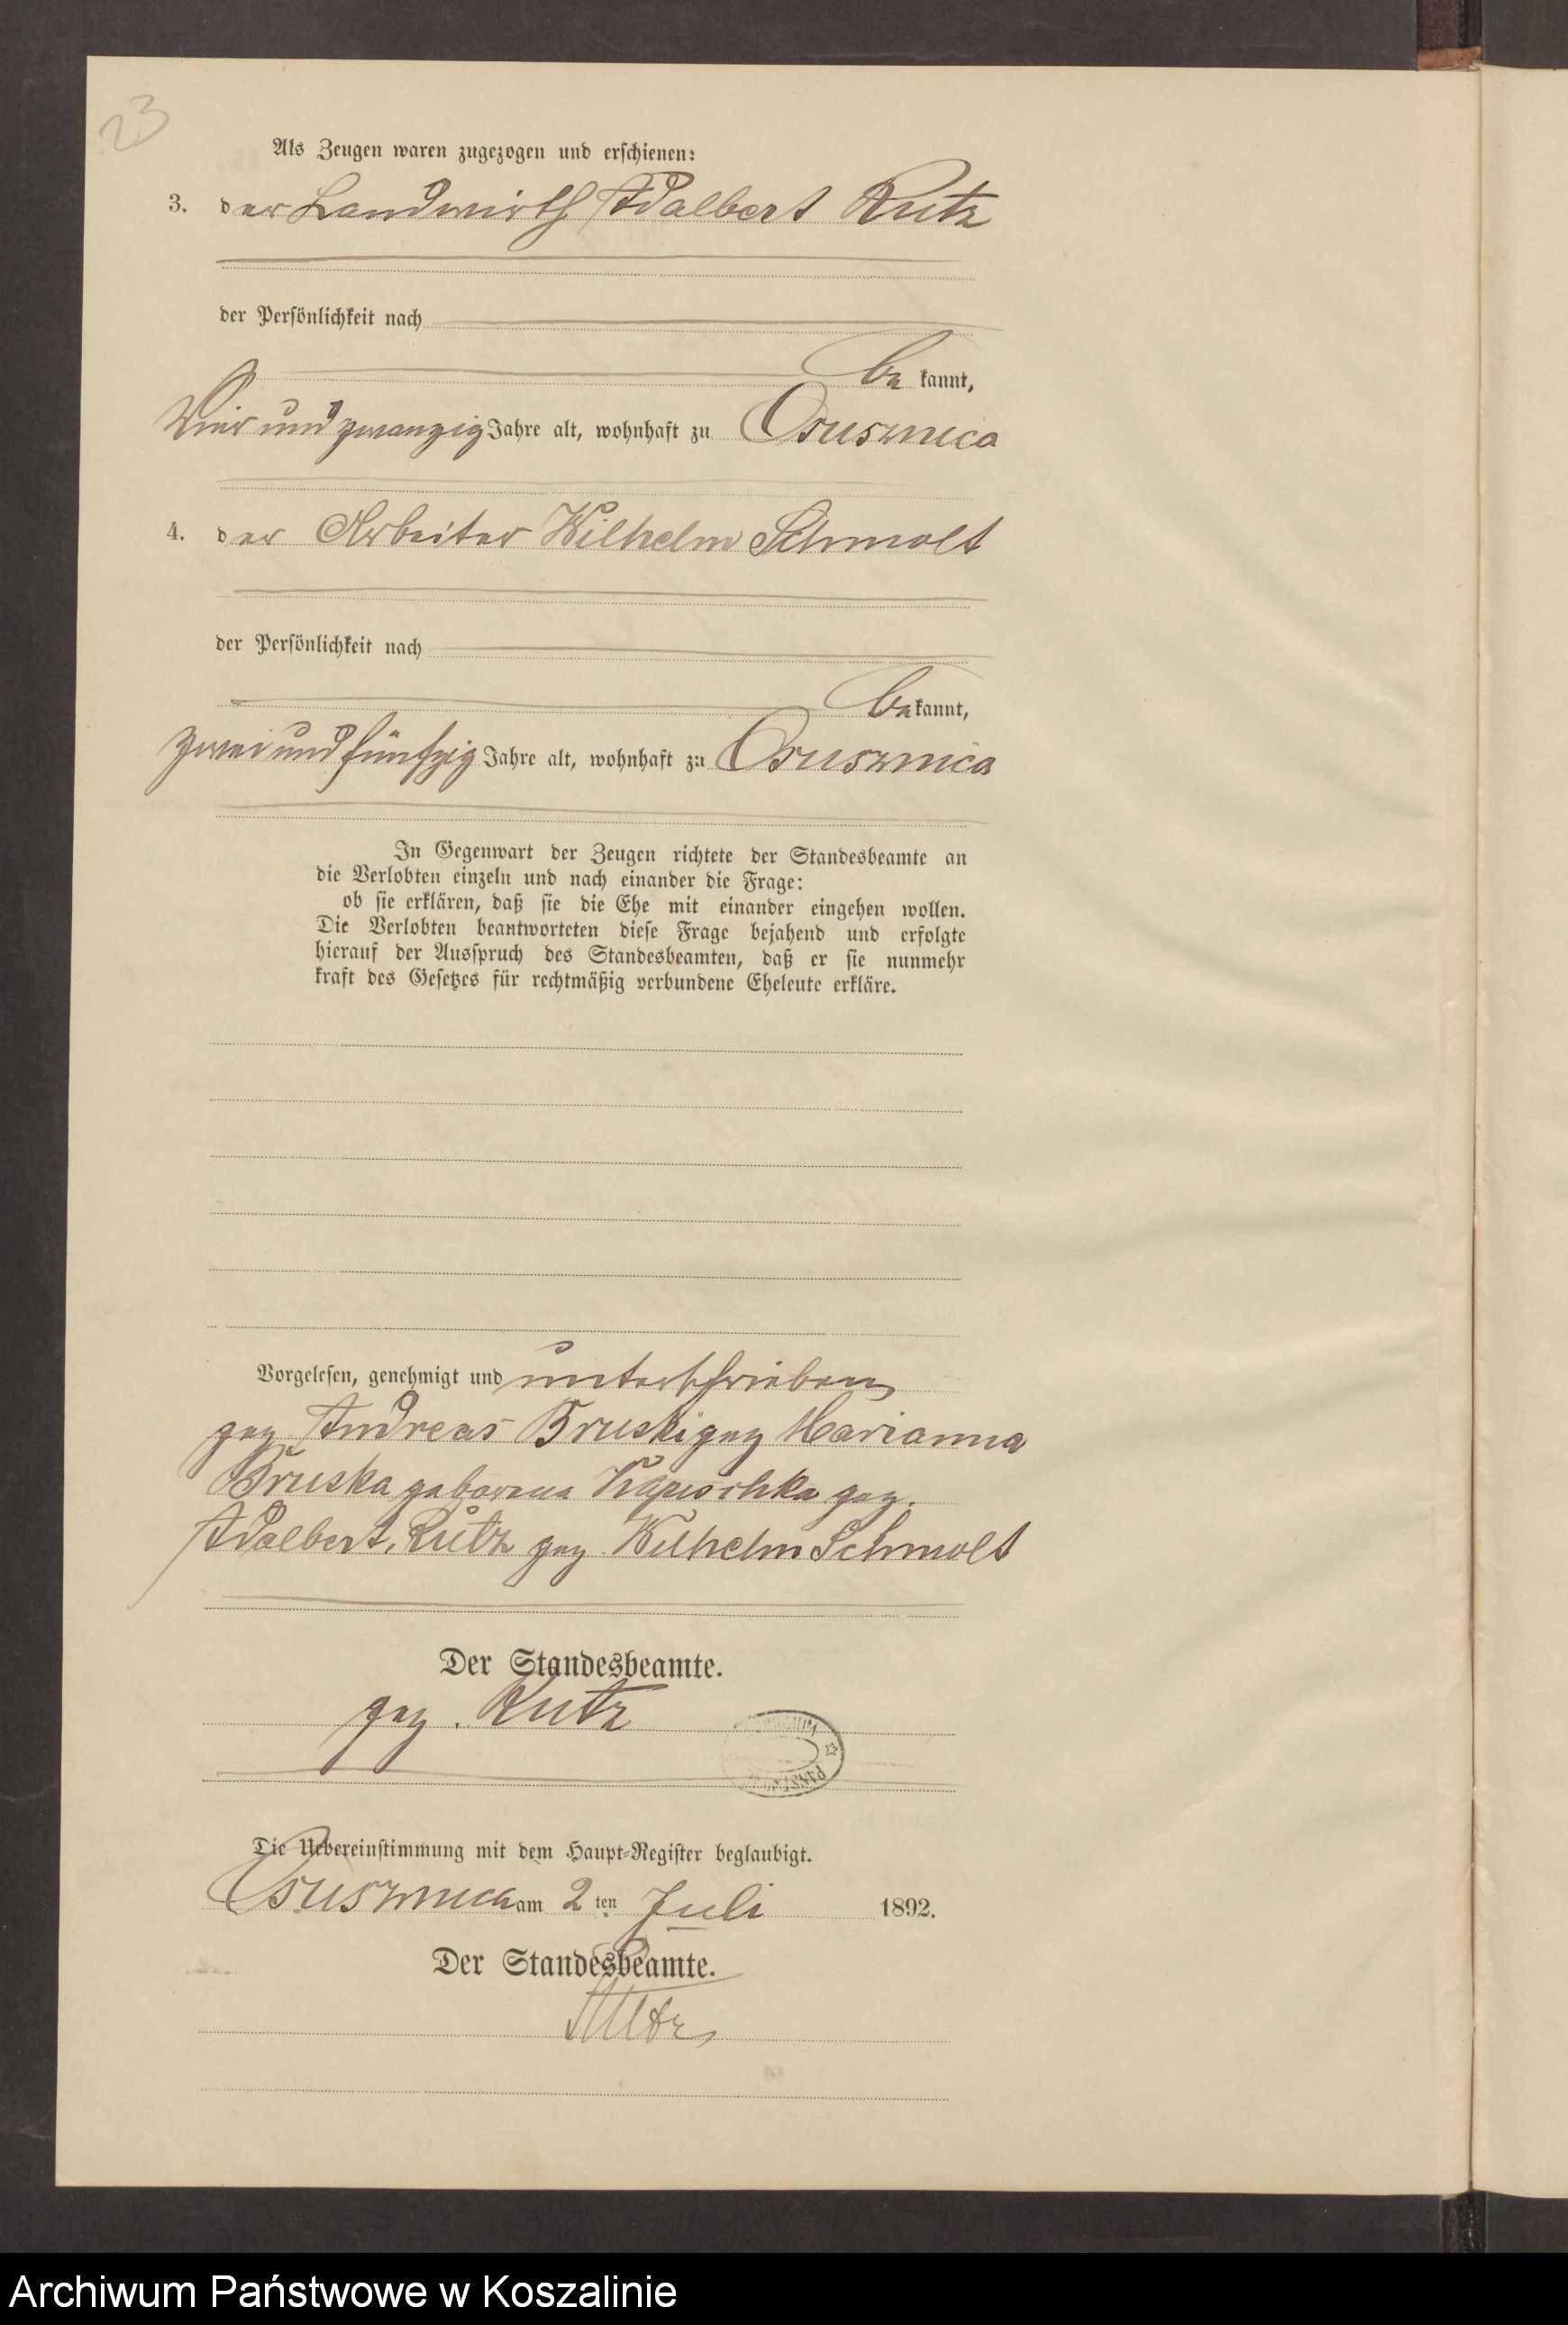 23
Als Zeugen waren zugezogen und erschienen:
3. der Landwirth Adalbert Rutz
der Persönlichkeit nach
be kannt,
Vier und zwanzig Jahre alt, wohnhaft zu Osusznica
4. der Arbeiter Wilhelm Schmolt
der Persönlichkeit nach
be kannt,
zwei und fünfzig Jahre alt, wohnhaft zu Osusznica
In Gegenwart der Zeugen richtete der Standesbeamte an
die Verlobten einzeln und nach einander die Frage:
ob sie erklären, daß sie die Ehe mit einander eingehen wollen.
Die Verlobten beantworteten diese Frage bejahend und erfolgte
hierauf der Ausspruch des Standesbeamten, daß er sie nunmehr
kraft des Gesetzes für rechtmäßig verbundene Eheleute erkläre.
Vorgelesen, genehmigt und unterschrieben
gez. Andreas Bruski gez Marianna
Bruska geborene gez.
Adalbert Rutz gez Wilhelm Schmolt
Der Standesbeamte.
gez. Rutz
Die Uebereinstimmung mit dem Haupt-Register beglaubigt.
Osusznica am 2 ten Juli 1892.
Der Standesbeamte.
Rutz
Archiwum Państwowe w Koszalinie